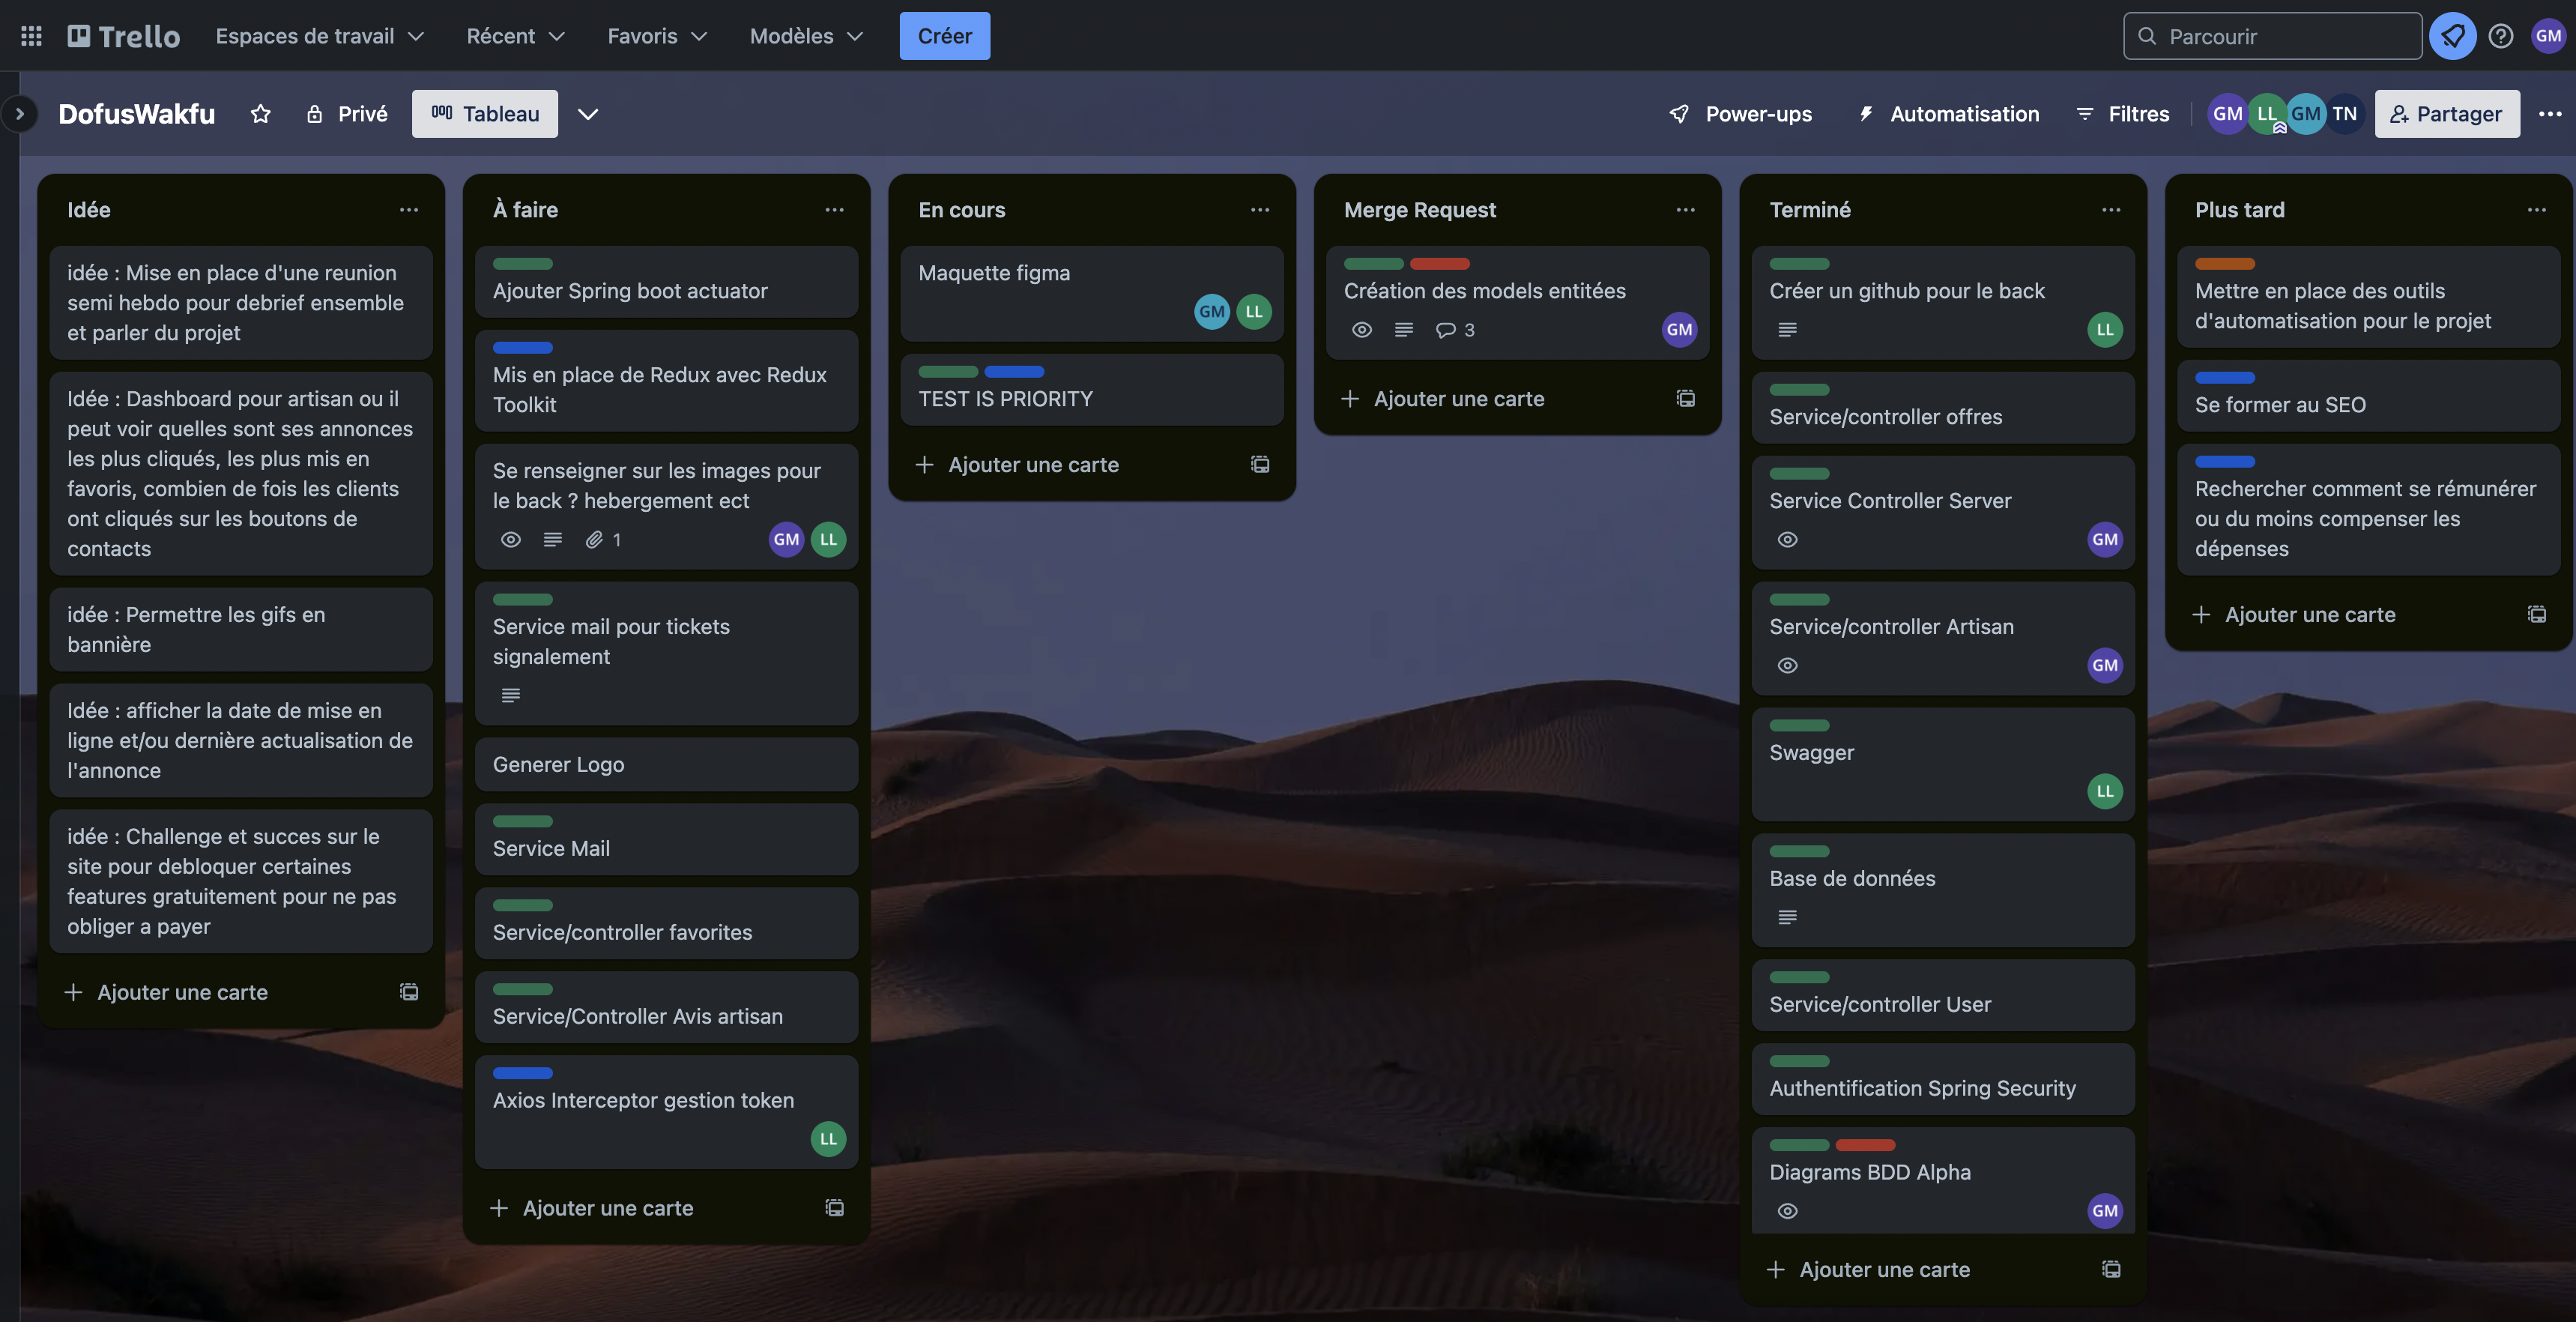 Trello
Espaces de travail
Récent
Favoris
Modèles
Créer
Parcourir
GM
DofusWakfu
Privé
Tableau
Power-ups
Automatisation
Filtres
GM
LL
GM
TN
Partager
Idée
idée : Mise en place d'une reunion
semi hebdo pour debrief ensemble
et parler du projet
Idée : Dashboard pour artisan ou il
peut voir quelles sont ses annonces
les plus cliqués, les plus mis en
favoris, combien de fois les clients
ont cliqués sur les boutons de
contacts
idée : Permettre les gifs en
bannière
Idée : afficher la date de mise en
ligne et/ou dernière actualisation de
l'annonce
idée : Challenge et succes sur le
site pour debloquer certaines
features gratuitement pour ne pas
obliger a payer
Ajouter une carte
À faire
Ajouter Spring boot actuator
Mis en place de Redux avec Redux
Toolkit
Se renseigner sur les images pour
le back ? hebergement ect
1
GM
LL
Service mail pour tickets
signalement
Generer Logo
Service Mail
Service/controller favorites
Service/Controller Avis artisan
Axios Interceptor gestion token
LL
Ajouter une carte
En cours
Maquette figma
GM
LL
TEST IS PRIORITY
Ajouter une carte
Merge Request
Création des models entitées
3
GM
Ajouter une carte
Terminé
Créer un github pour le back
LL
Service/controller offres
Service Controller Server
GM
Service/controller Artisan
GM
Swagger
LL
Base de données
Service/controller User
Authentification Spring Security
Diagrams BDD Alpha
GM
Ajouter une carte
Plus tard
Mettre en place des outils
d'automatisation pour le projet
Se former au SEO
Rechercher comment se rémunérer
ou du moins compenser les
dépenses
Ajouter une carte